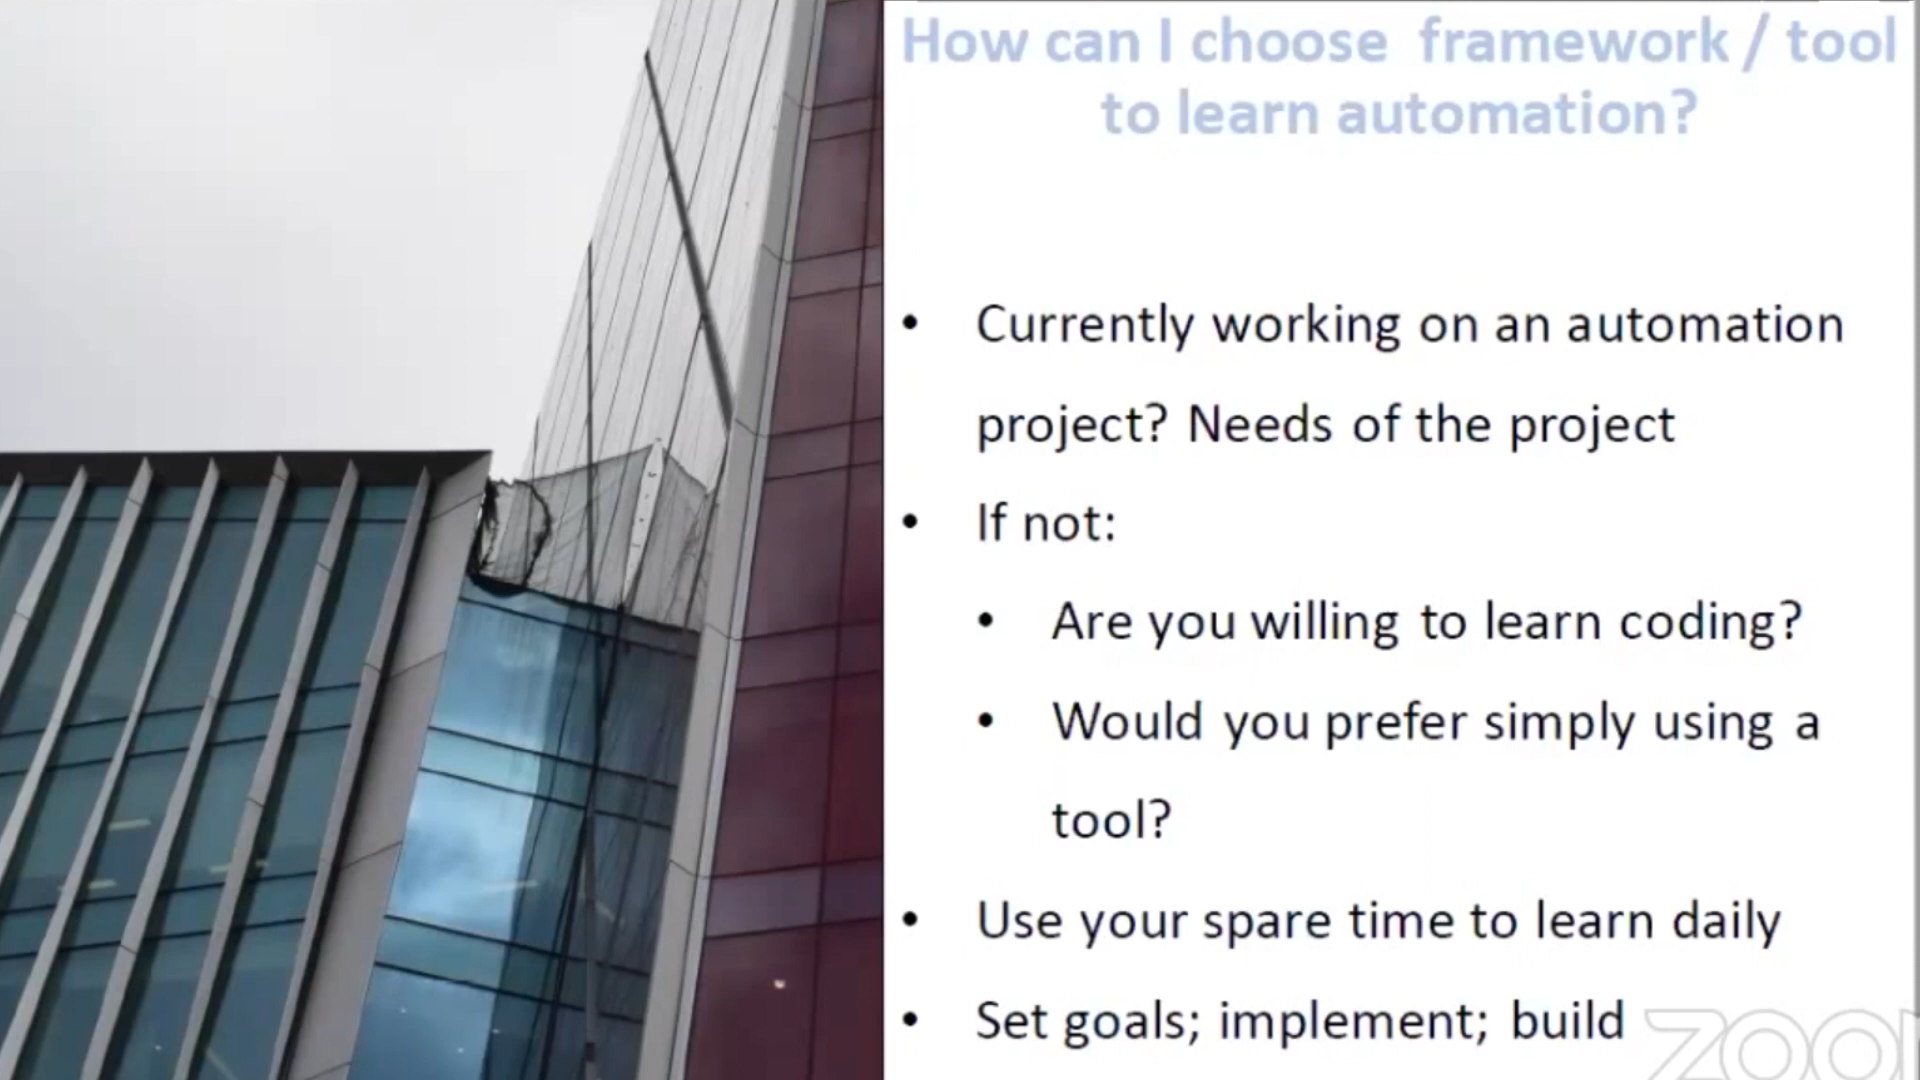 How can I choose framework / tool
to learn automation?
• Currently working on an automation
project? Needs of the project
• If not:
• Are you willing to learn coding?
• Would you prefer simply using a
tool?
• Use your spare time to learn daily
• Set goals; implement; build